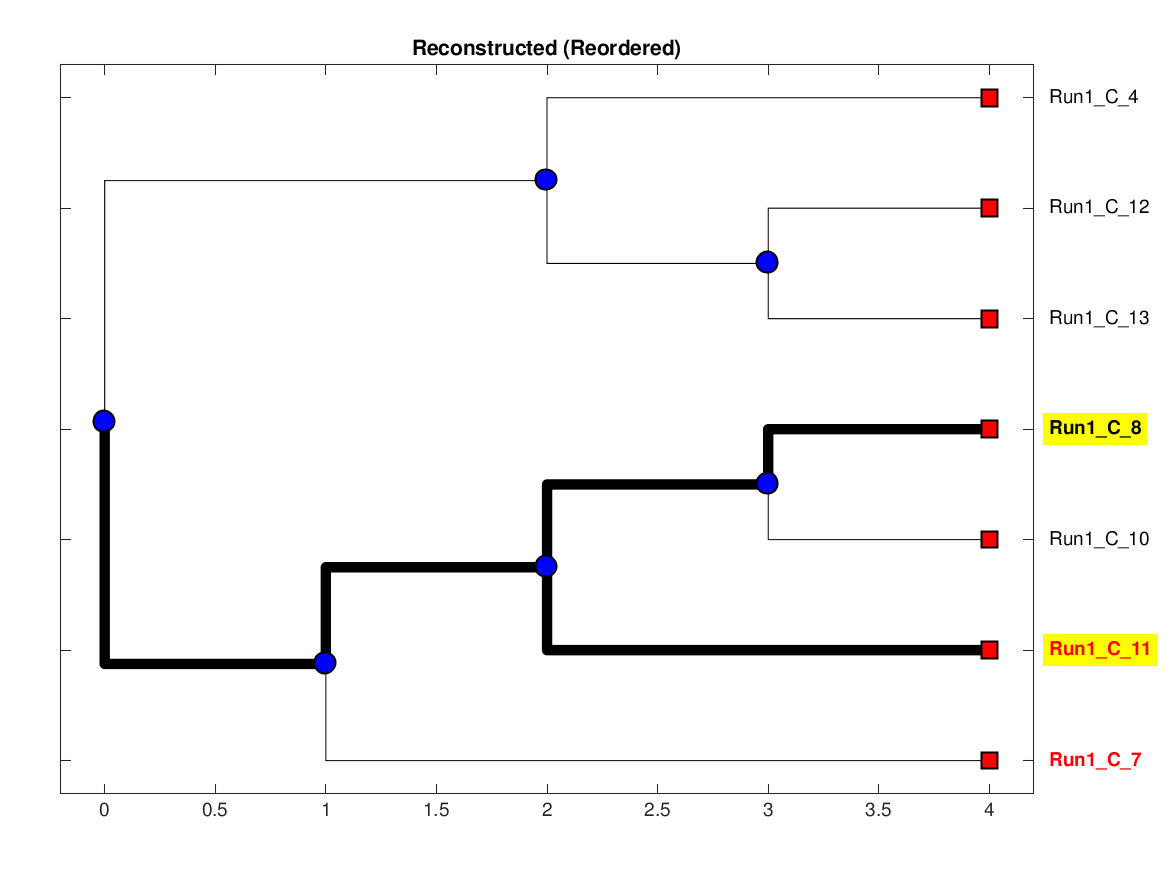 Reconstructed (Reordered)
Run1_C_4
Run1_C_12
Run1_C_13
Run1_C_8
Run1_C_10
Run1_C_11
Run1_C_7
0 0.5 1 1.5 2 2.5 3 3.5 4